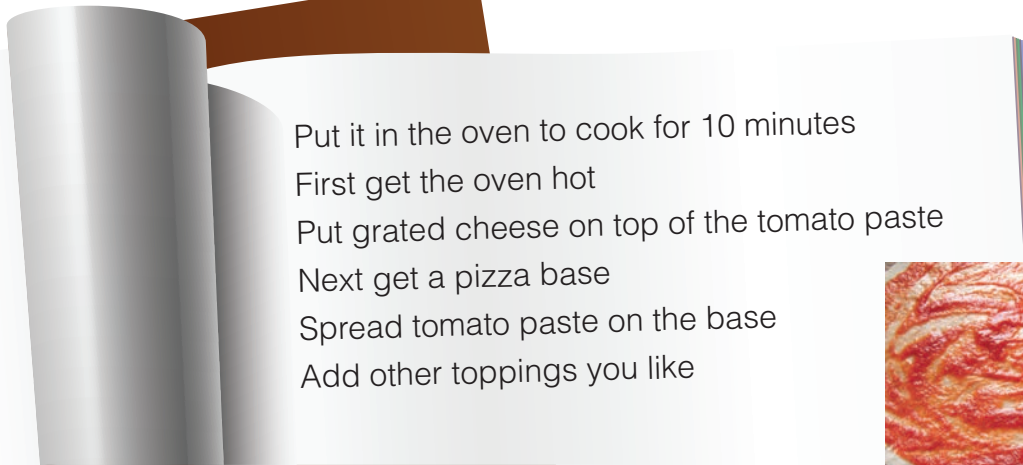 Put it in the oven to cook for 10 minutes
First get the oven hot
Put grated cheese on top of the tomato paste
Next get a pizza base
Spread tomato paste on the base
Add other toppings you like